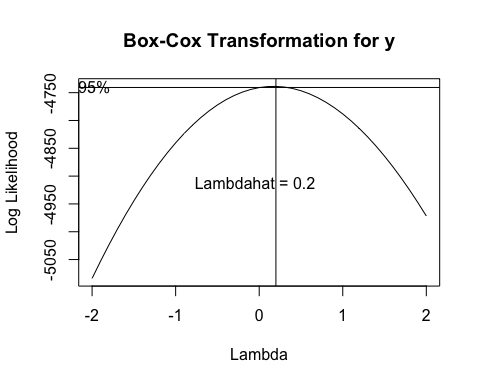 Box-Cox Transformation for y
95%
-4750
-4850
-4950
-5050
Log Likelihood
Lambdahat = 0.2
-2 -1 0 1 2
Lambda